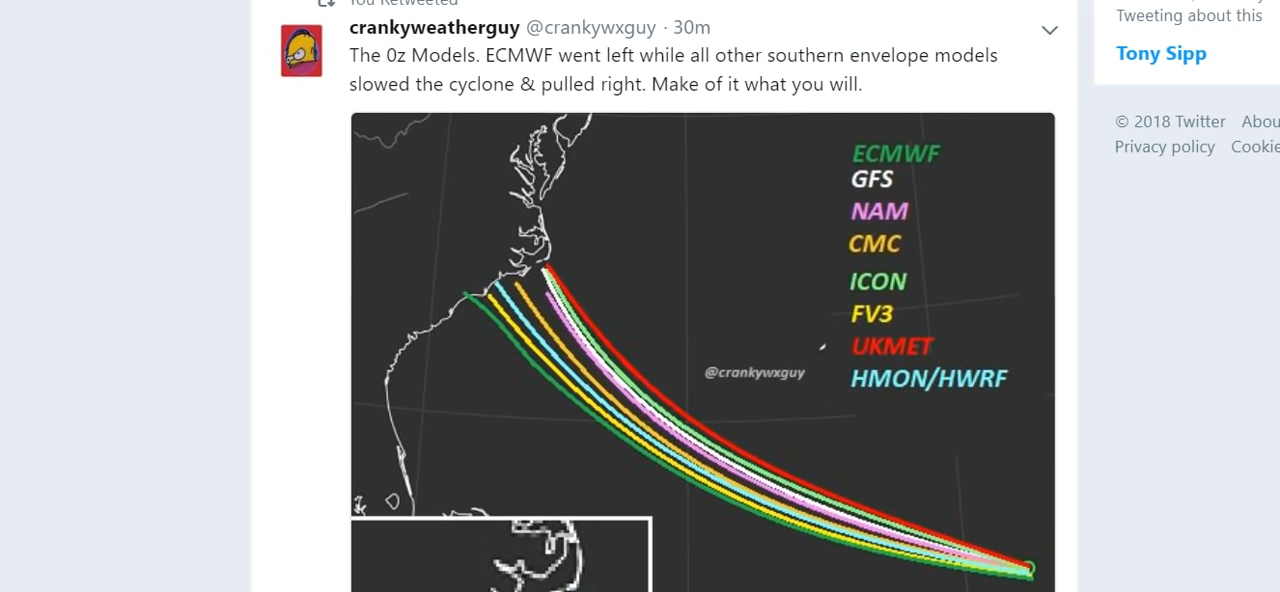 You Retweeted
crankyweatherguy @crankywxguy · 30m
The 0z Models. ECMWF went left while all other southern envelope models
slowed the cyclone & pulled right. Make of it what you will.
ECMWF
GFS
NAM
CMC
ICON
FV3
UKMET
HMON/HWRF
@crankywxguy
Tweeting about this
Tony Sipp
© 2018 Twitter Abou
Privacy policy Cookie